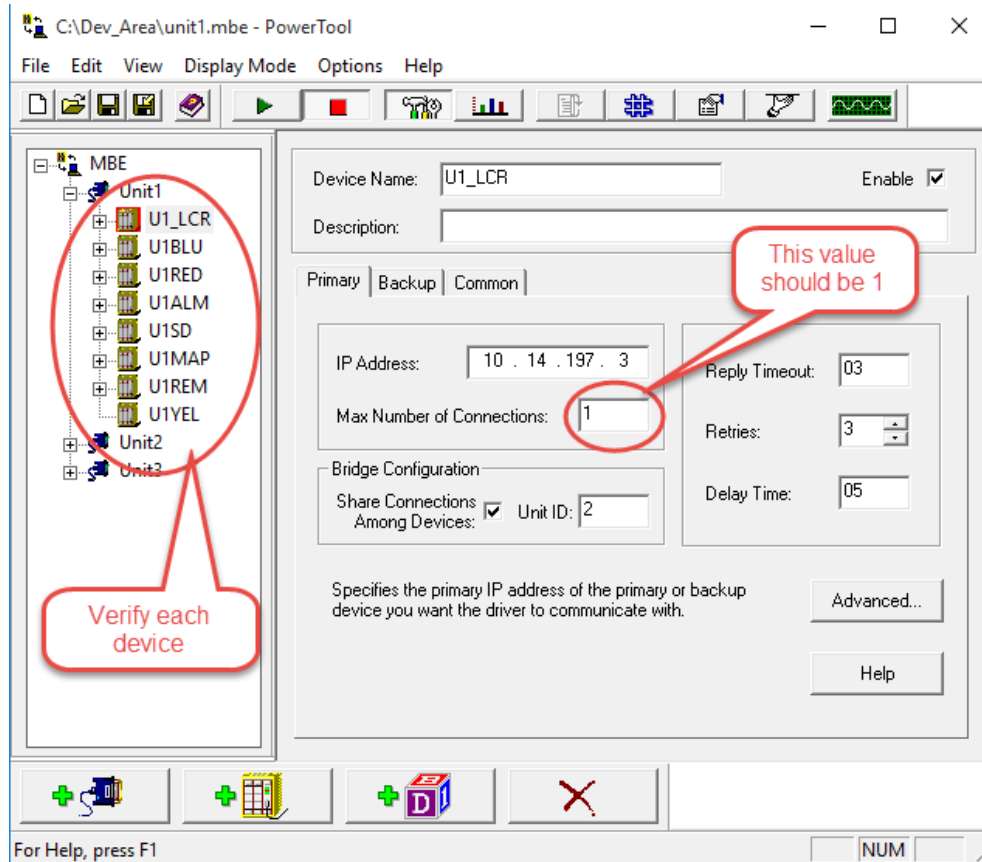 C:\Dev_Area\unit1.mbe - PowerTool
File Edit View Display Mode Options Help
MBE
Unit1
U1_LCR
U1BLU
U1RED
U1ALM
U1SD
U1MAP
U1REM
U1YEL
Unit2
Unit3
Verify each
device
Device Name: U1_LCR Enable
Description:
This value
should be 1
Primary Backup Common
IP Address: 10 . 14 . 197 . 3
Max Number of Connections: 1
Reply Timeout: 03
Retries: 3
Delay Time: 05
Bridge Configuration
Share Connections
Among Devices: Unit ID: 2
Specifies the primary IP address of the primary or backup
device you want the driver to communicate with.
Advanced...
Help
D
For Help, press F1 NUM